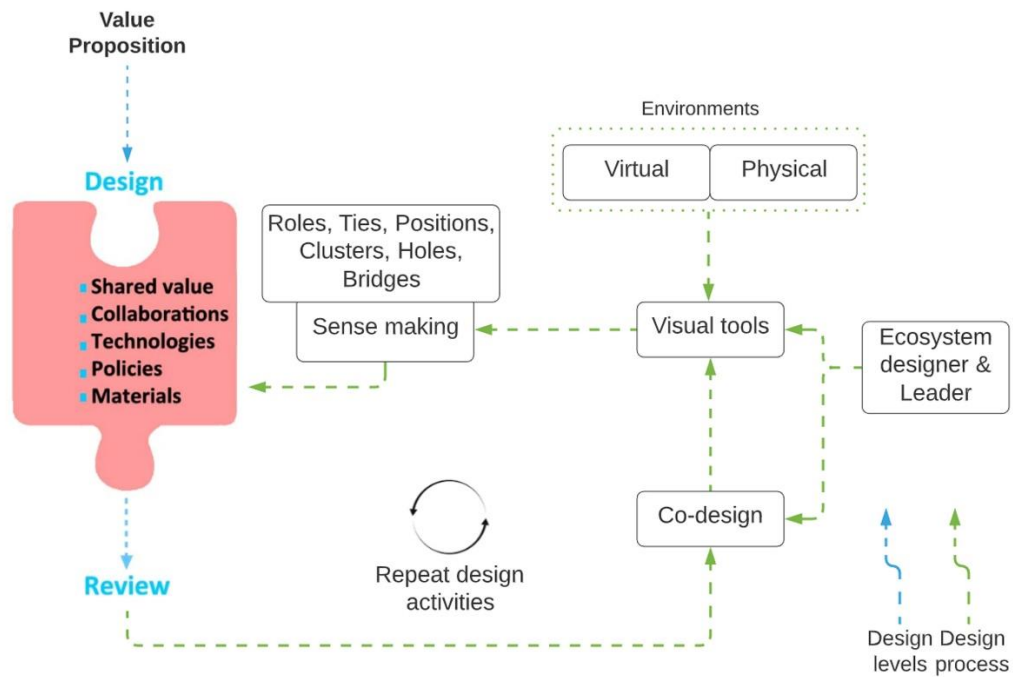 Value
Proposition
Design
Shared value
Collaborations
Technologies
Policies
Materials
Review
Roles, Ties, Positions,
Clusters, Holes,
Bridges
Sense making
Repeat design
activities
Environments
Virtual
Physical
Visual tools
Co-design
Ecosystem
designer &
Leader
Design
levels
Design
process